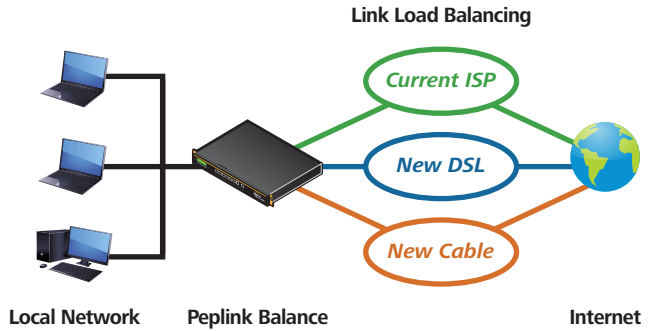 Link Load Balancing
Current ISP
New DSL
New Cable
Local Network
Peplink Balance
Internet